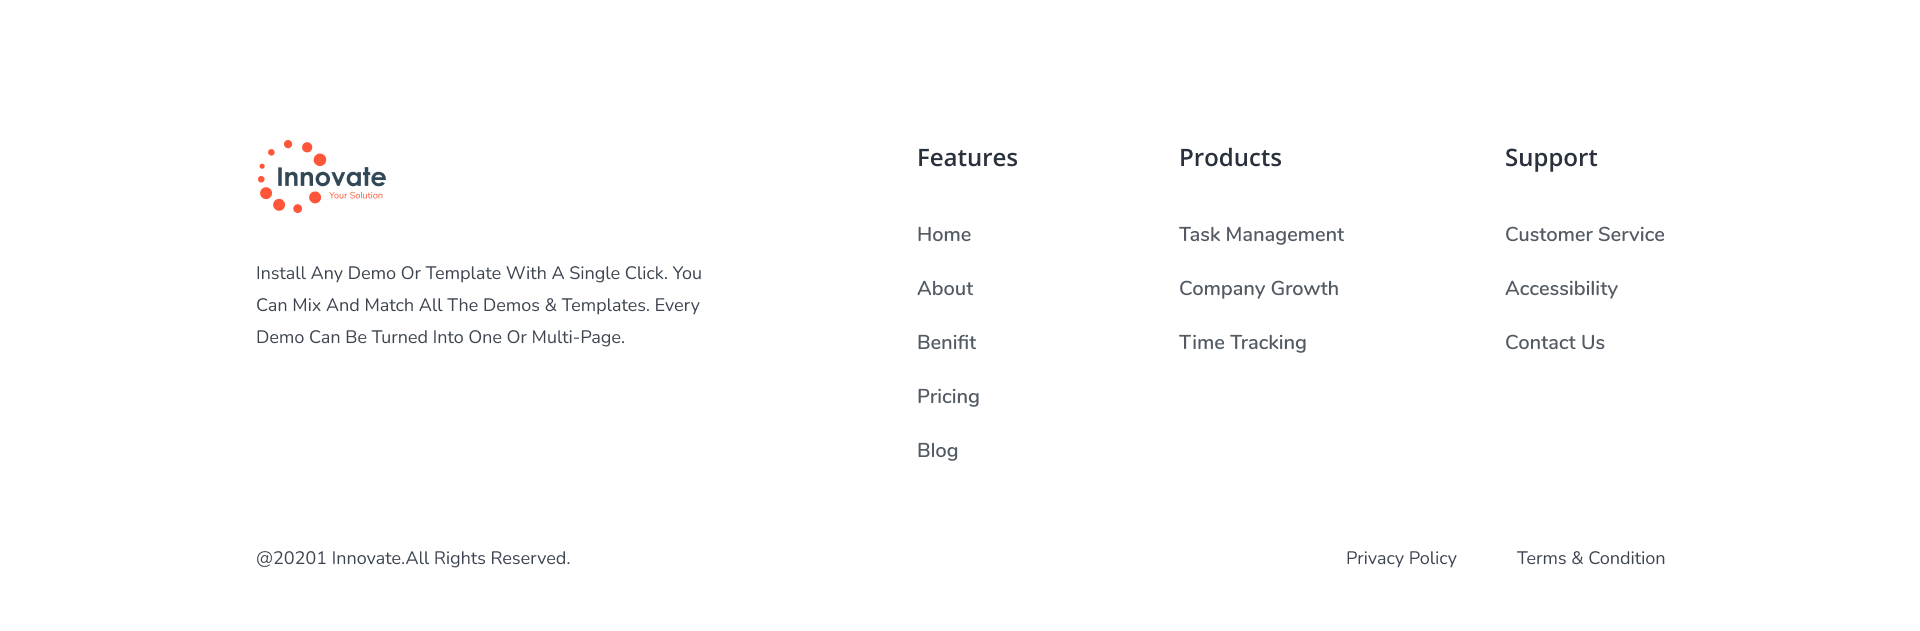 Innovate
Your Solution
Install Any Demo Or Template With A Single Click. You
Can Mix And Match All The Demos & Templates. Every
Demo Can Be Turned Into One Or Multi-Page.
Features
Home
About
Benifit
Pricing
Blog
Products
Task Management
Company Growth
Time Tracking
Support
Customer Service
Accessibility
Contact Us
@20201 Innovate.All Rights Reserved.
Privacy Policy
Terms & Condition